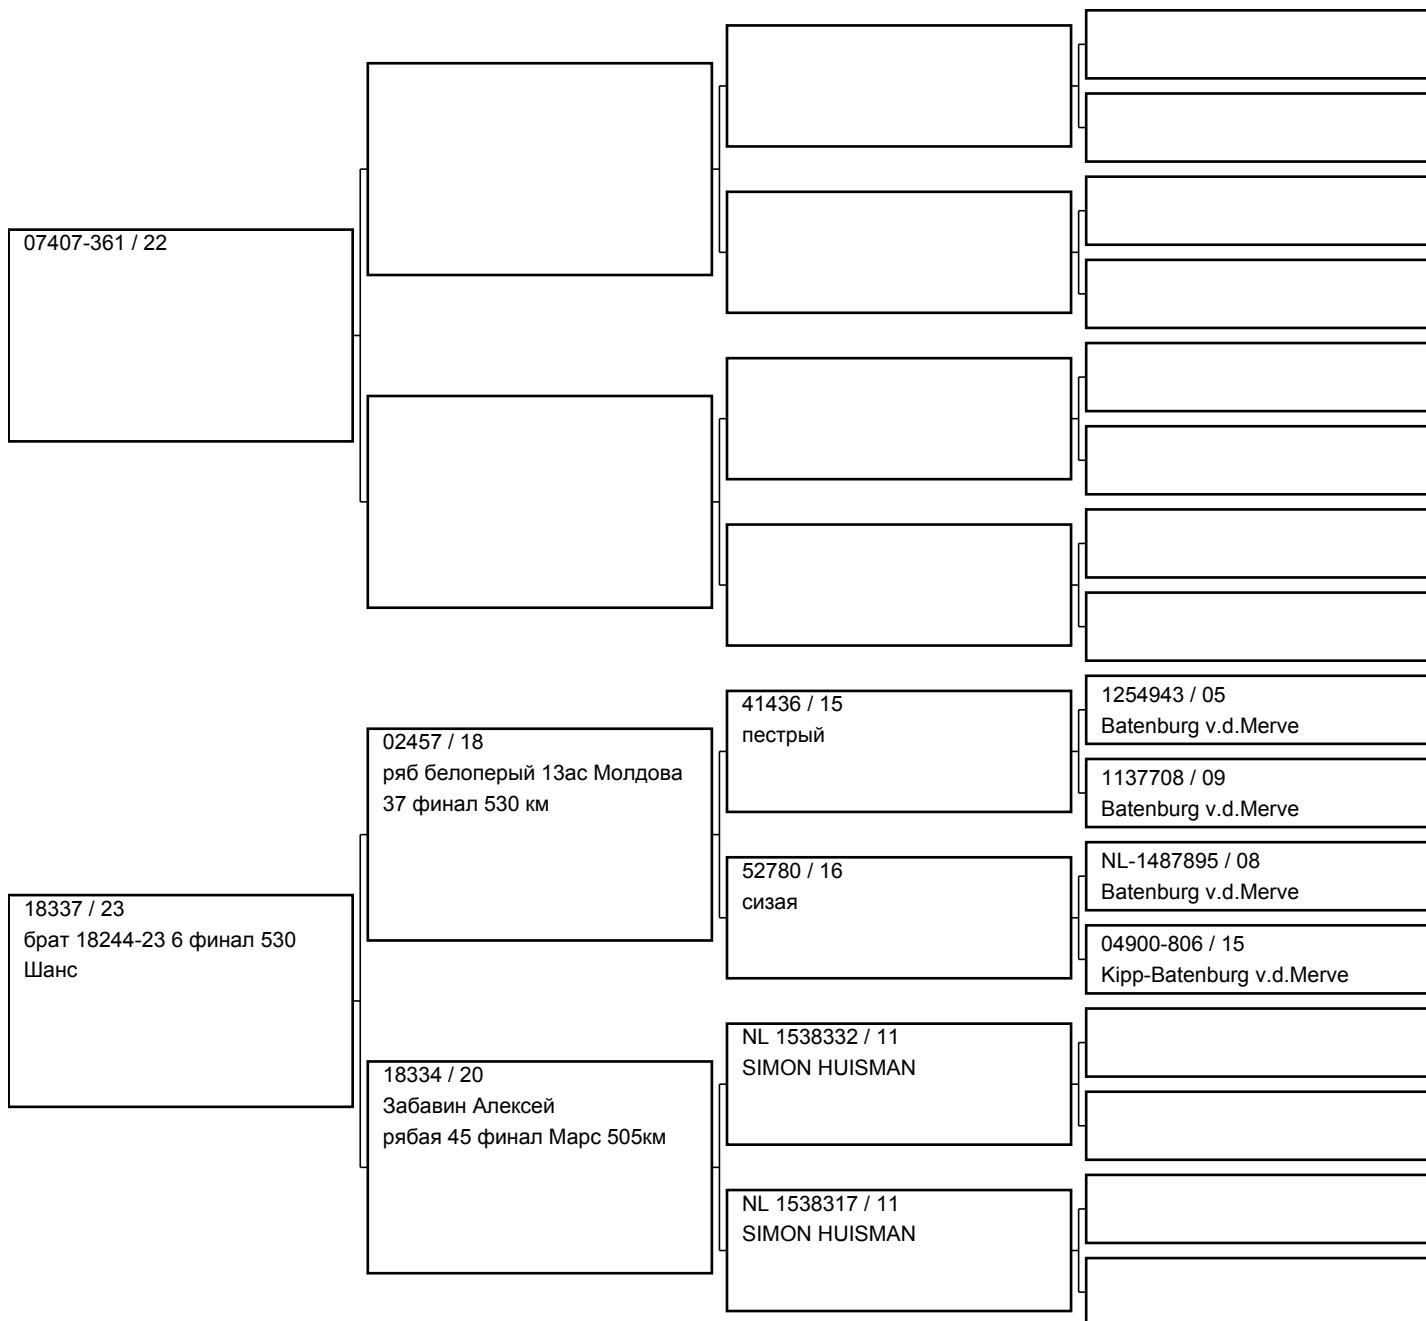 07407-361 / 22
18337 / 23
брат 18244-23 6 финал 530
Шанс
02457 / 18
ряб белоперый 13ас Молдова
37 финал 530 км
18334 / 20
Забавин Алексей
рябая 45 финал Марс 505км
41436 / 15
пестрый
52780 / 16
сизая
NL 1538332 / 11
SIMON HUISMAN
NL 1538317 / 11
SIMON HUISMAN
1254943 / 05
Batenburg v.d.Merve
1137708 / 09
Batenburg v.d.Merve
NL-1487895 / 08
Batenburg v.d.Merve
04900-806 / 15
Kipp-Batenburg v.d.Merve